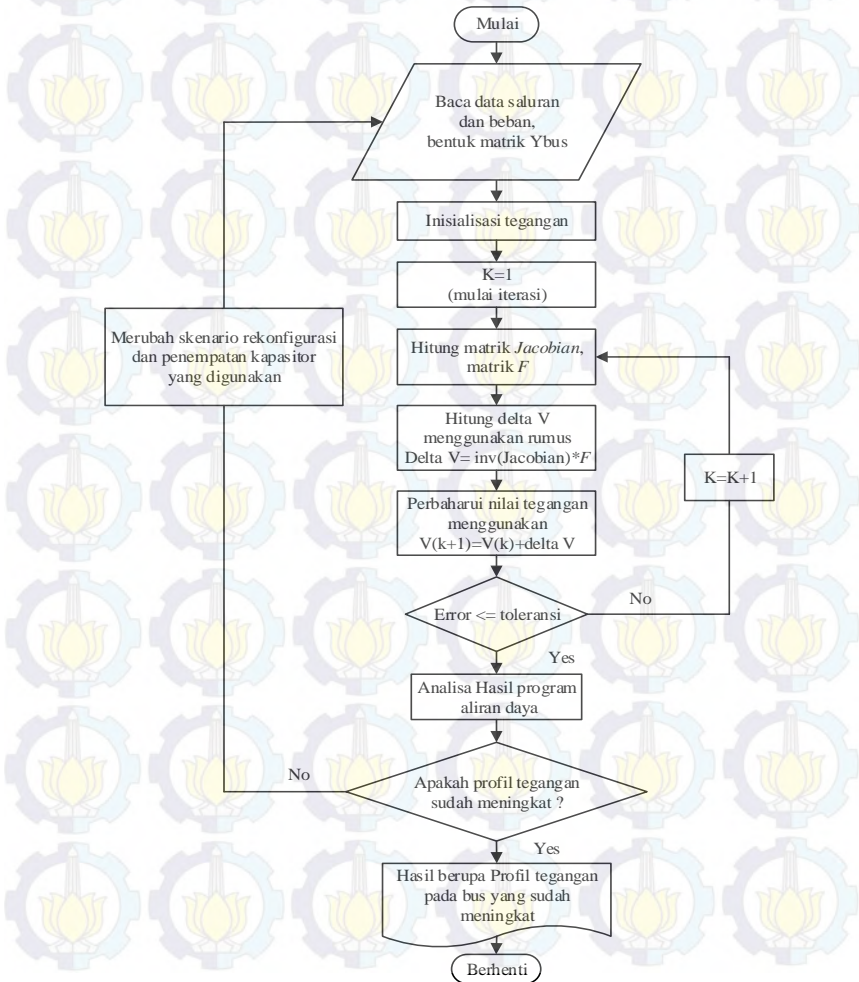 Mulai
Baca data saluran
dan beban,
bentuk matrik Ybus
Inisialisasi tegangan
K=1
(mulai iterasi)
Merubah skenario rekonfigurasi
dan penempatan kapasitor
yang digunakan
Hitung matrik Jacobian,
matrik F
Hitung delta V
menggunakan rumus
Delta V= inv(Jacobian)*F
K=K+1
Perbaharui nilai tegangan
menggunakan
V(k+1)=V(k)+delta V
Error <= toleransi
No
Yes
Analisa Hasil program
aliran daya
No
Apakah profil tegangan
sudah meningkat ?
Yes
Hasil berupa Profil tegangan
pada bus yang sudah
meningkat
Berhenti